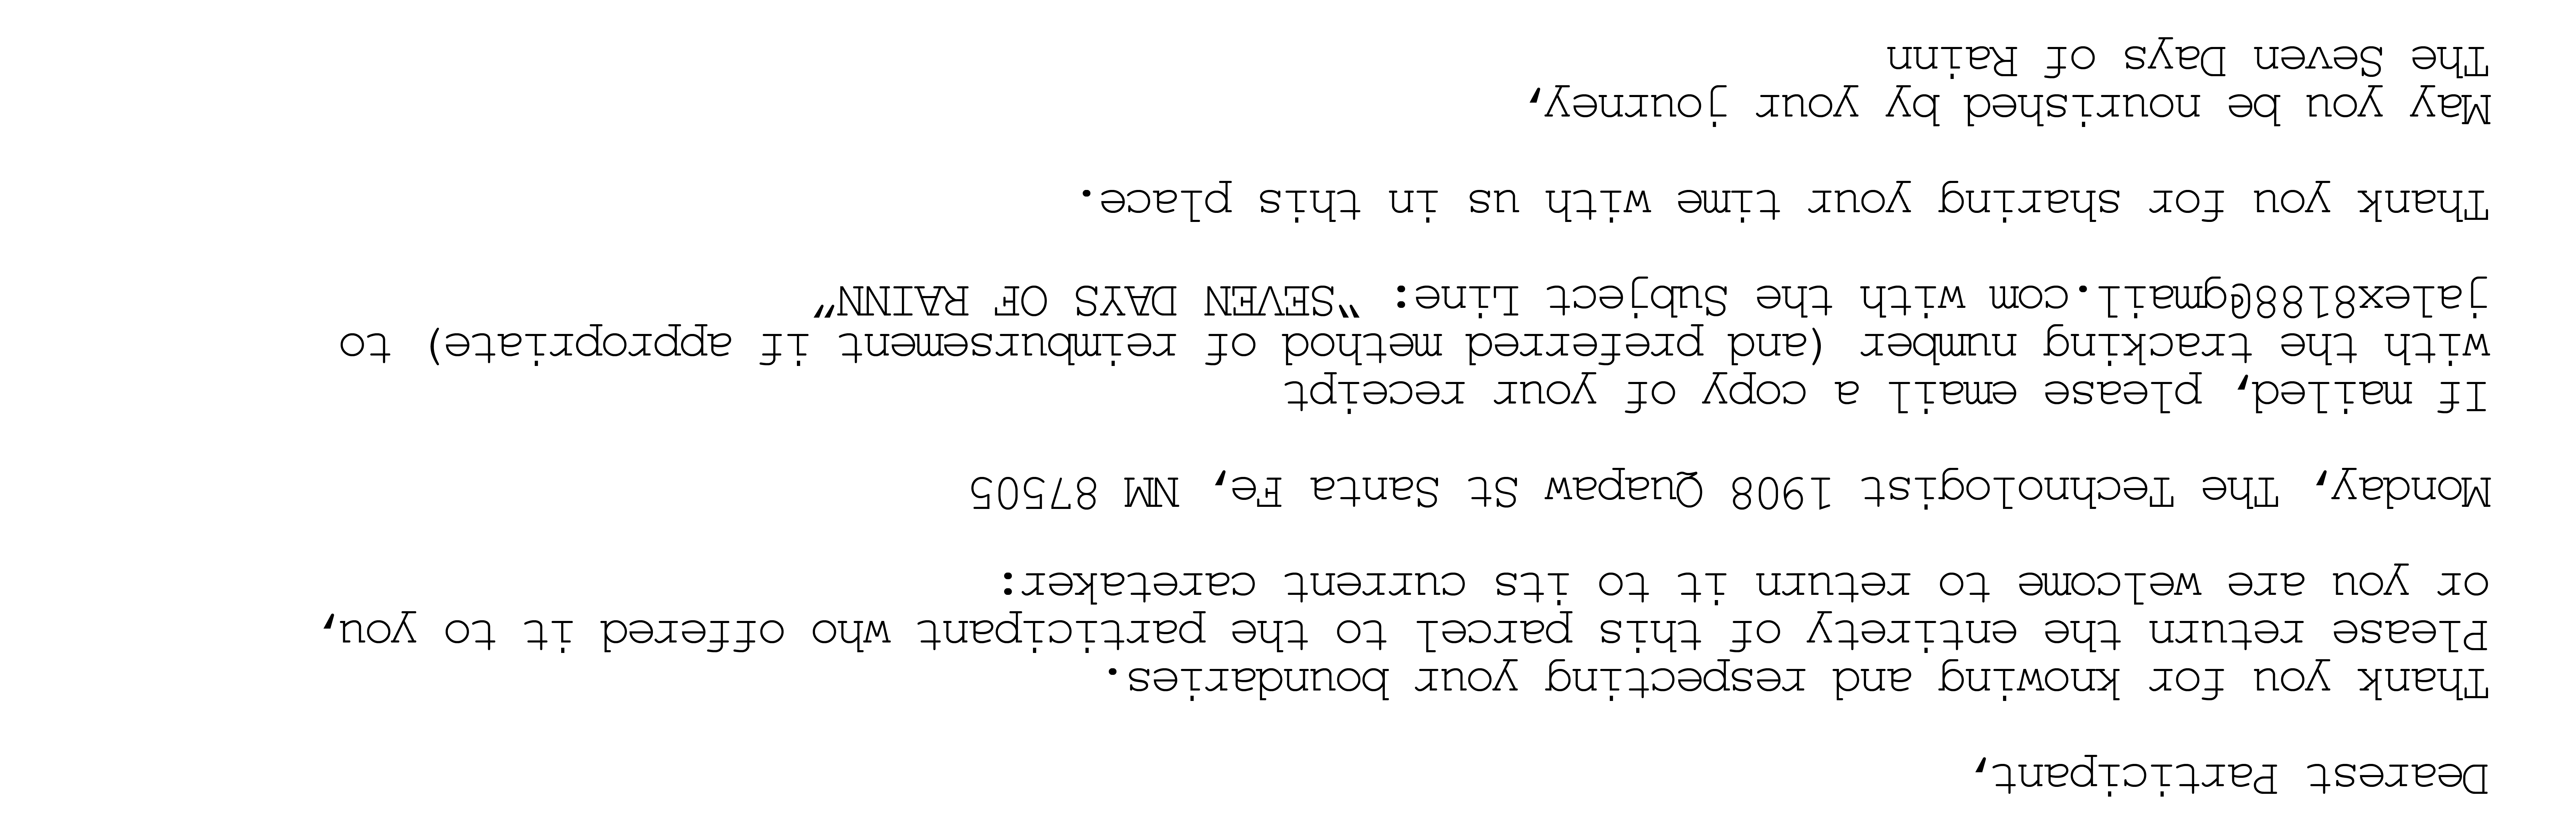 Dearest Participant,
Thank you for knowing and respecting your boundaries.
Please return the entirety of this parcel to the participant who offered it to you,
or you are welcome to return it to its current caretaker:
Monday, The Technologist 1908 Quapaw St Santa Fe, NM 87505
If mailed, please email a copy of your receipt
with the tracking number (and preferred method of reimbursement if appropriate) to
jalex8188@gmail.com with the Subject Line: “SEVEN DAYS OF RAINN”
Thank you for sharing your time with us in this place.
May you be nourished by your journey,
The Seven Days of Rainn